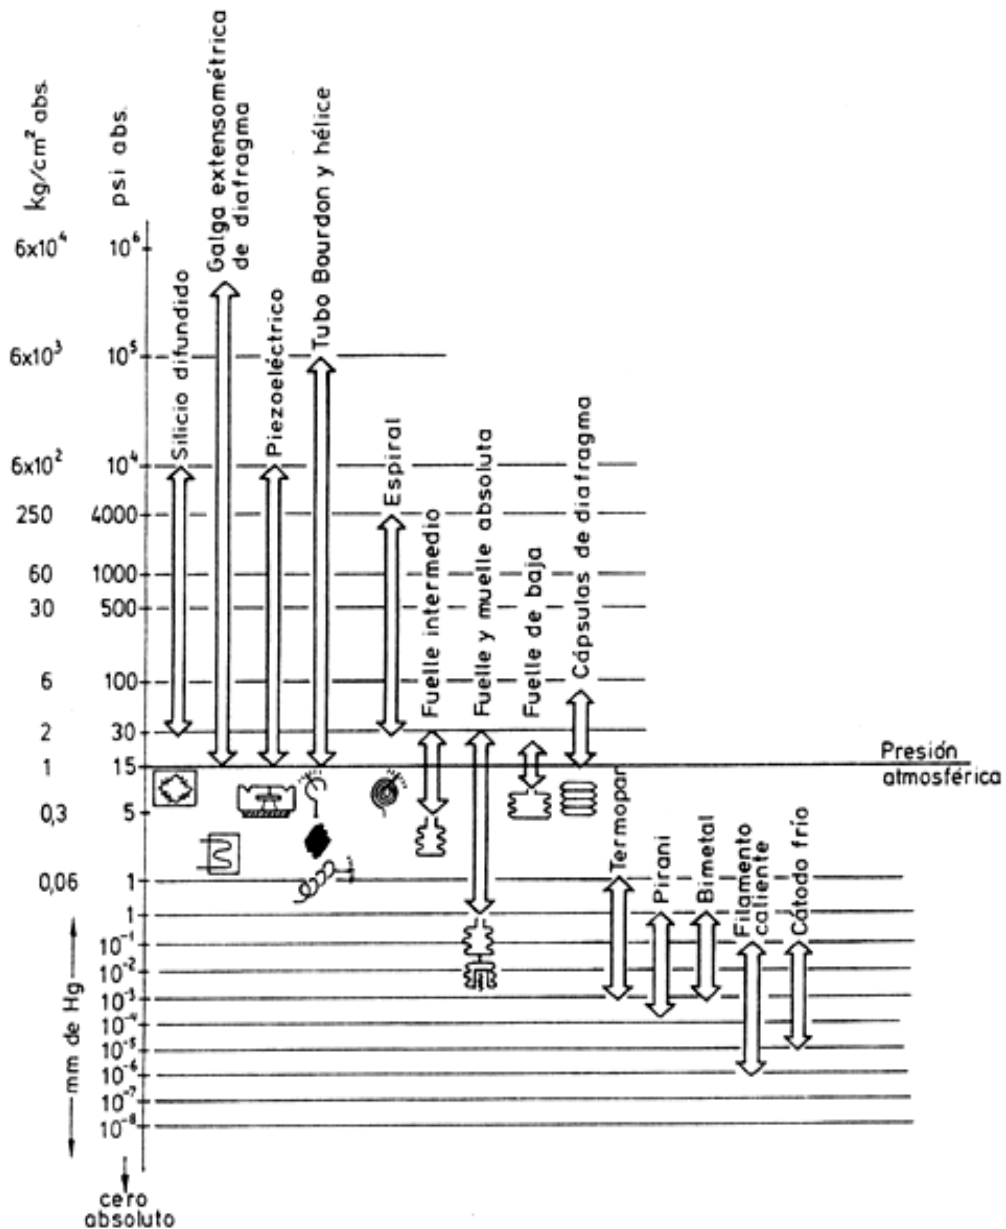 kg/cm² abs.
psi abs.
Galga extensométrica
de diafragma
Tubo Bourdon y hélice
Silicio difundido
Piezoeléctrico
Espiral
Fuelle intermedio
Fuelle y muelle absoluta
Fuelle de baja
Cápsulas de diafragma
6x10⁴ 10⁶
6x10³ 10⁵
6x10² 10⁴
250 4000
60 1000
30 500
6 100
2 30
1 15
Presión
atmosférica
0,3 5
0,06 1
Termopar
Pirani
Bimetal
Filamento
caliente
Cátodo frío
1
10⁻¹
10⁻²
10⁻³
10⁻⁴
10⁻⁵
10⁻⁶
10⁻⁷
10⁻⁸
mm de Hg
cero
absoluto